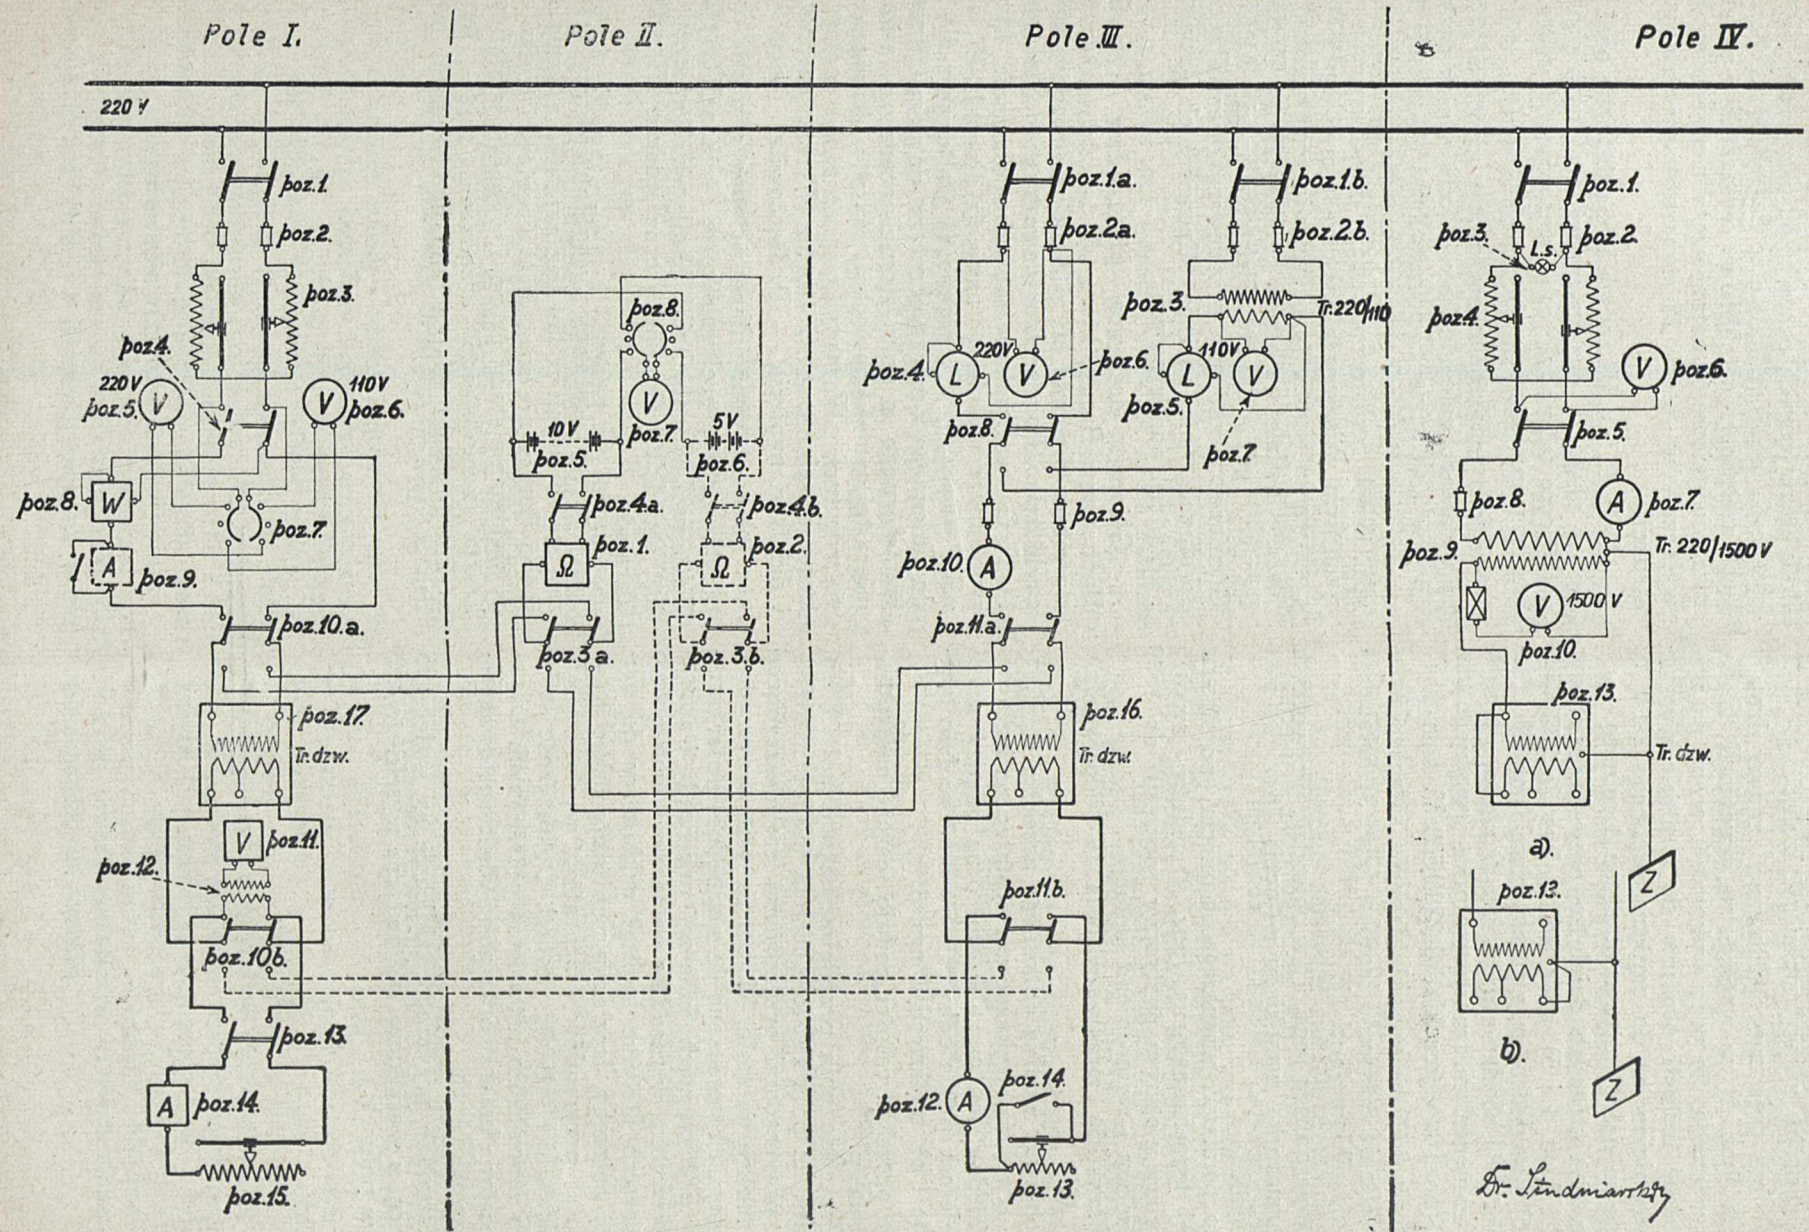 Pole I.
Pole II.
Pole III.
Pole IV.
220 V
poz.1.
poz.2.
poz.3.
poz.4.
220 V
poz.5.
V
110 V
poz.6.
V
poz.7.
poz.8.
W
A
poz.9.
poz.10.a.
poz.17.
Tr. dzw.
V
poz.11.
poz.12.
poz.10b.
poz.13.
A
poz.14.
poz.15.
poz.8.
V
poz.7.
10 V
poz.5.
5 V
poz.6.
poz.4.a.
poz.4.b.
Ω
poz.1.
Ω
poz.2.
poz.3.a.
poz.3.b.
poz.1.a.
poz.1.b.
poz.2.a.
poz.2.b.
poz.3.
Tr. 220/110
poz.4.
L
220V
V
poz.6.
L
110V
V
poz.5.
poz.7.
poz.8.
poz.9.
poz.10.
A
poz.11.a.
poz.16.
Tr. dzw.
poz.11.b.
poz.12.
A
poz.14.
poz.13.
poz.1.
poz.3.
L.s.
poz.2.
poz.4.
V
poz.6.
poz.5.
poz.8.
A
poz.7.
poz.9.
Tr. 220/1500 V
V
1500 V
poz.10.
poz.13.
Tr. dzw.
a).
Z
poz.13.
b).
Z